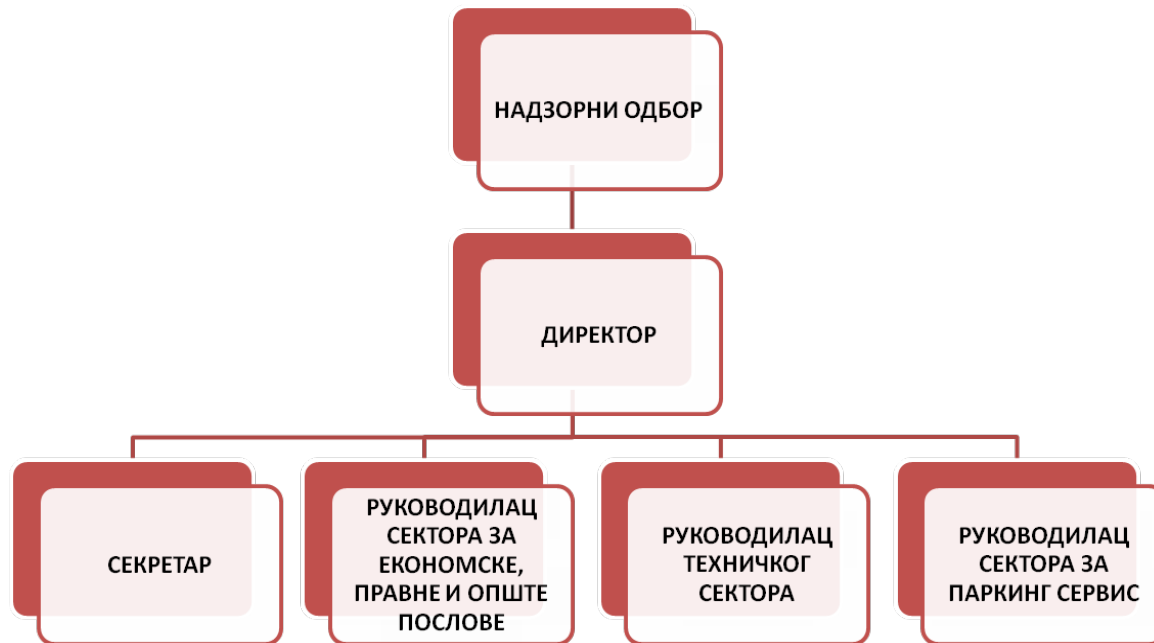 НАДЗОРНИ ОДБОР
ДИРЕКТОР
СЕКРЕТАР
РУКОВОДИЛАЦ
СЕКТОРА ЗА
ЕКОНОМСКЕ,
ПРАВНЕ И ОПШТЕ
ПОСЛОВЕ
РУКОВОДИЛАЦ
ТЕХНИЧКОГ
СЕКТОРА
РУКОВОДИЛАЦ
СЕКТОРА ЗА
ПАРКИНГ СЕРВИС